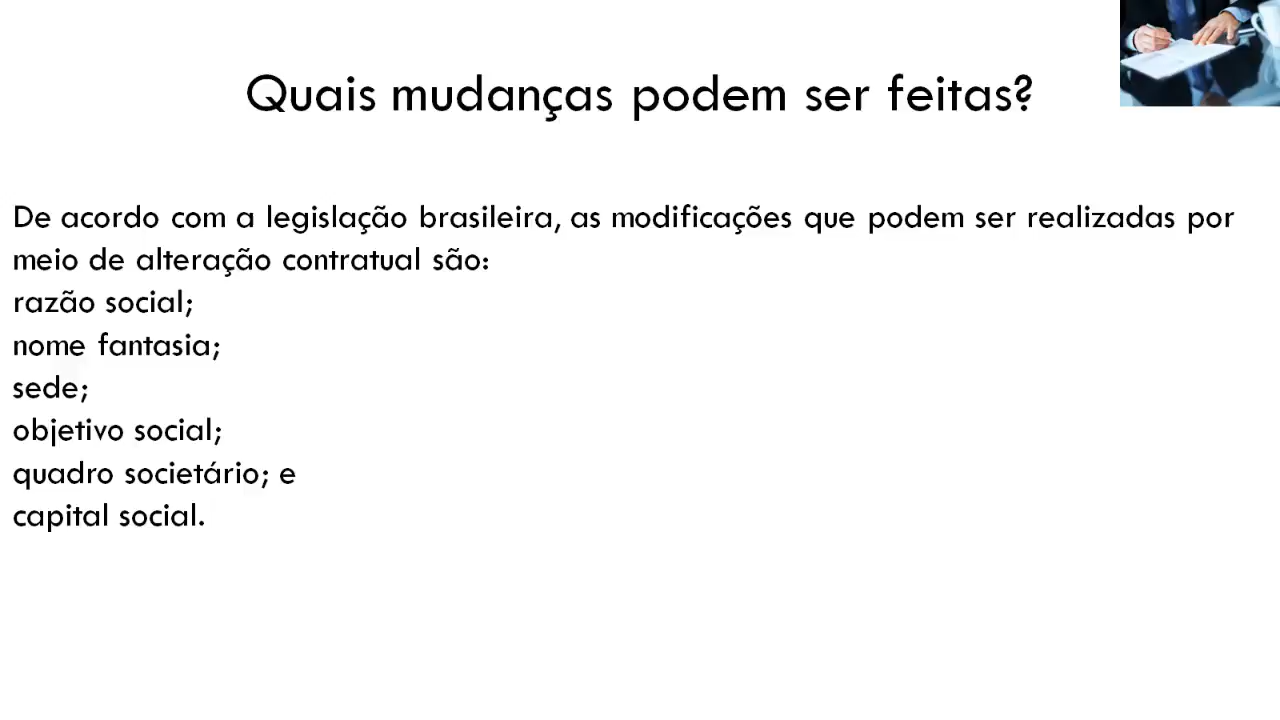 Quais mudanças podem ser feitas?
De acordo com a legislação brasileira, as modificações que podem ser realizadas por
meio de alteração contratual são:
razão social;
nome fantasia;
sede;
objetivo social;
quadro societário; e
capital social.